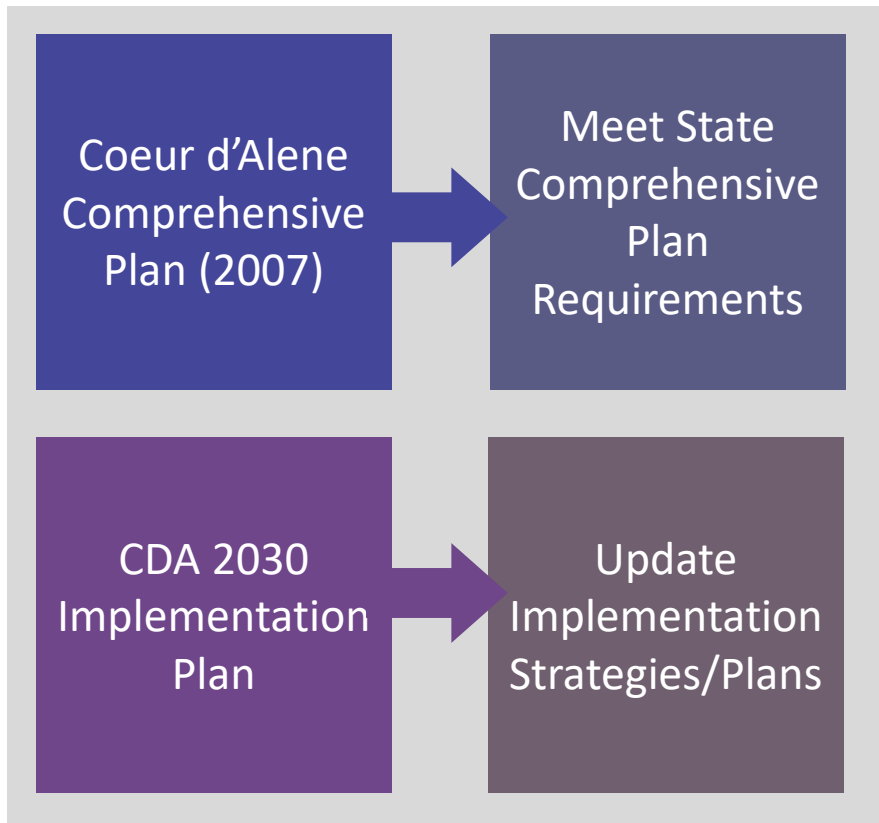 Coeur d'Alene
Comprehensive
Plan (2007)
Meet State
Comprehensive
Plan
Requirements
CDA 2030
Implementation
Plan
Update
Implementation
Strategies/Plans